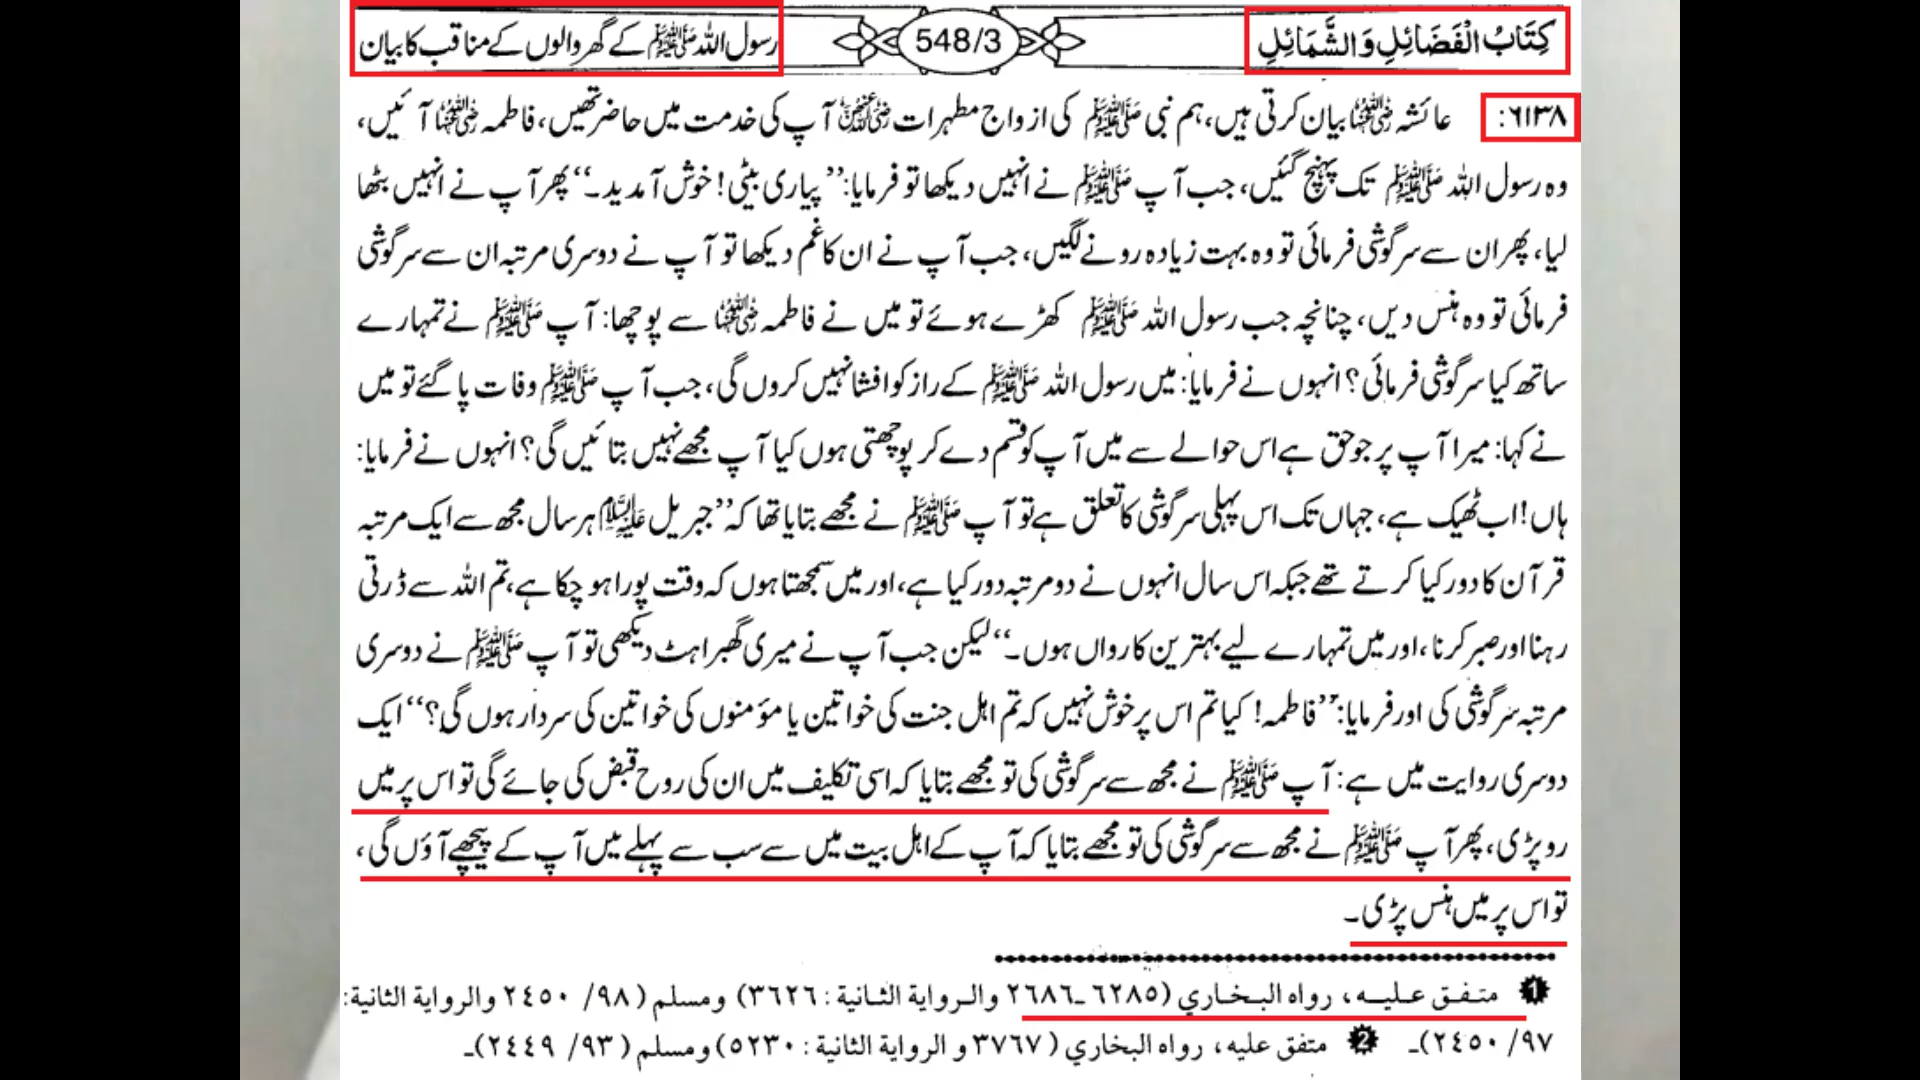 كِتَابُ الْفَضَائِلِ وَالشَّمَائِلِ 548/3 رسول اللہ ﷺ کے گھر والوں کے مناقب کا بیان
٦١٣٨: عائشہ رضی اللہ عنہا بیان کرتی ہیں، ہم نبی ﷺ کی ازواج مطہرات رضی اللہ عنہن آپ کی خدمت میں حاضر تھیں، فاطمہ رضی اللہ عنہا آئیں،
وہ رسول اللہ ﷺ تک پہنچ گئیں، جب آپ ﷺ نے انہیں دیکھا تو فرمایا: ’’پیاری بیٹی! خوش آمدید۔‘‘ پھر آپ نے انہیں بٹھا
لیا، پھر ان سے سرگوشی فرمائی تو وہ بہت زیادہ رونے لگیں، جب آپ نے ان کا غم دیکھا تو آپ نے دوسری مرتبہ ان سے سرگوشی
فرمائی تو وہ ہنس دیں، چنانچہ جب رسول اللہ ﷺ کھڑے ہوئے تو میں نے فاطمہ رضی اللہ عنہا سے پوچھا: آپ ﷺ نے تمہارے
ساتھ کیا سرگوشی فرمائی؟ انہوں نے فرمایا: میں رسول اللہ ﷺ کے راز کو افشا نہیں کروں گی، جب آپ ﷺ وفات پا گئے تو میں
نے کہا: میرا آپ پر جو حق ہے اس حوالے سے میں آپ کو قسم دے کر پوچھتی ہوں کیا آپ مجھے نہیں بتائیں گی؟ انہوں نے فرمایا:
ہاں! اب ٹھیک ہے، جہاں تک اس پہلی سرگوشی کا تعلق ہے تو آپ ﷺ نے مجھے بتایا تھا کہ ’’جبریل علیہ السلام ہر سال مجھ سے ایک مرتبہ
قرآن کا دور کیا کرتے تھے جبکہ اس سال انہوں نے دو مرتبہ دور کیا ہے، اور میں سمجھتا ہوں کہ وقت پورا ہو چکا ہے، تم اللہ سے ڈرتی
رہنا اور صبر کرنا، اور میں تمہارے لیے بہترین کارواں ہوں۔‘‘ لیکن جب آپ نے میری گھبراہٹ دیکھی تو آپ ﷺ نے دوسری
مرتبہ سرگوشی کی اور فرمایا: ’’فاطمہ! کیا تم اس پر خوش نہیں کہ تم اہل جنت کی خواتین یا مؤمنوں کی خواتین کی سردار ہوں گی؟‘‘ ایک
دوسری روایت میں ہے: آپ ﷺ نے مجھ سے سرگوشی کی تو مجھے بتایا کہ اسی تکلیف میں ان کی روح قبض کی جائے گی تو اس پر میں
رو پڑی، پھر آپ ﷺ نے مجھ سے سرگوشی کی تو مجھے بتایا کہ آپ کے اہل بیت میں سے سب سے پہلے میں آپ کے پیچھے آؤں گی،
تو اس پر میں ہنس پڑی۔
1 متفق عليه، رواه البخاري (٦٢٨٥-٢٦٨٦ والرواية الثانية: ٣٦٢٦) ومسلم (٩٨/ ٢٤٥٠ والرواية الثانية:
٩٧/ ٢٤٥٠)۔ 2 متفق عليه، رواه البخاري (٣٧٦٧ و الرواية الثانية: ٥٢٣٠) ومسلم (٩٣/ ٢٤٤٩)۔